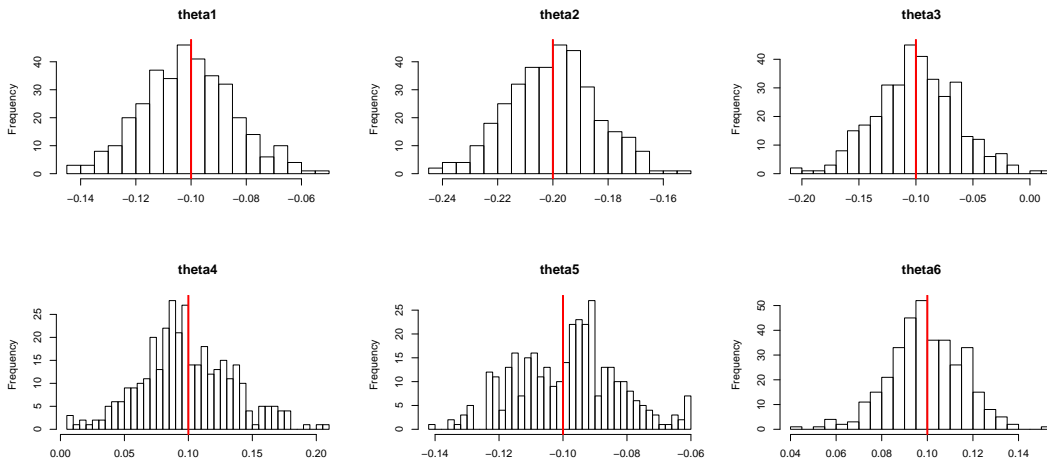 theta1
Frequency
0 10 20 30 40
−0.14 −0.10 −0.08 −0.06
theta2
Frequency
0 10 20 30 40
−0.24 −0.22 −0.20 −0.18 −0.16
theta3
Frequency
0 10 20 30 40
−0.20 −0.15 −0.10 −0.05 0.00
theta4
Frequency
0 5 10 15 20 25
0.00 0.05 0.10 0.15 0.20
theta5
Frequency
0 5 10 15 20 25
−0.14 −0.12 −0.10 −0.08 −0.06
theta6
Frequency
0 10 20 30 40 50
0.04 0.06 0.08 0.10 0.12 0.14